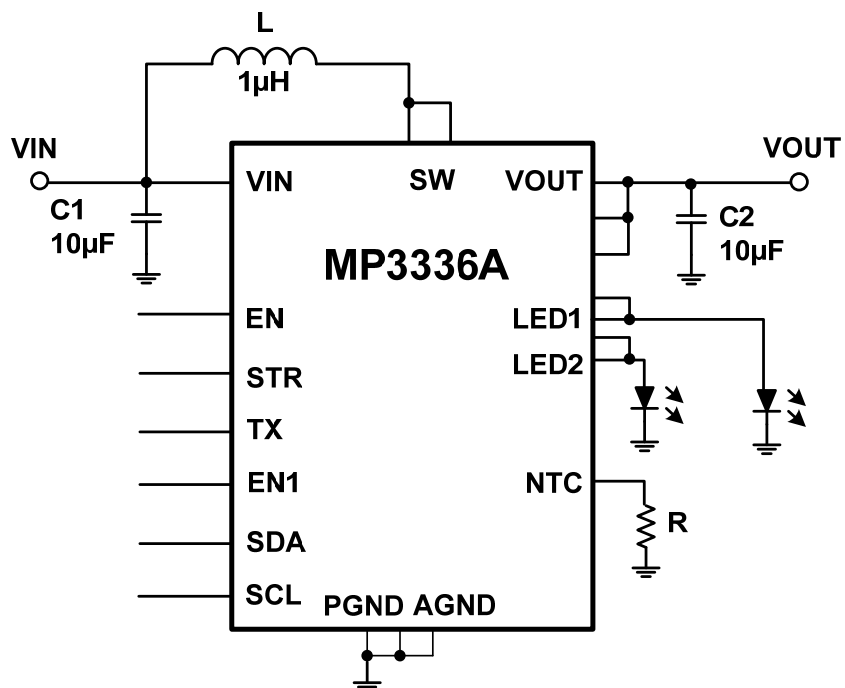 L
1µH
VIN
VOUT
VIN
SW
VOUT
C1
10µF
C2
10µF
MP3336A
EN
LED1
STR
LED2
TX
EN1
NTC
R
SDA
SCL
PGND AGND